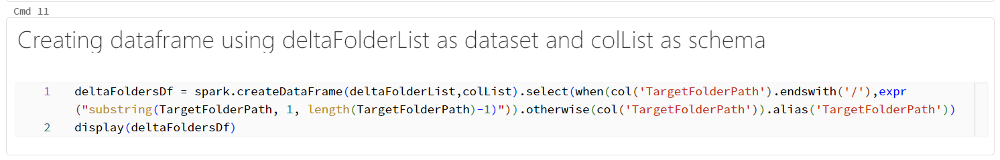 Cmd 11
Creating dataframe using deltaFolderList as dataset and colList as schema
1 deltaFoldersDf = spark.createDataFrame(deltaFolderList,colList).select(when(col('TargetFolderPath').endswith('/'),expr
("substring(TargetFolderPath, 1, length(TargetFolderPath)-1)")).otherwise(col('TargetFolderPath')).alias('TargetFolderPath'))
2 display(deltaFoldersDf)